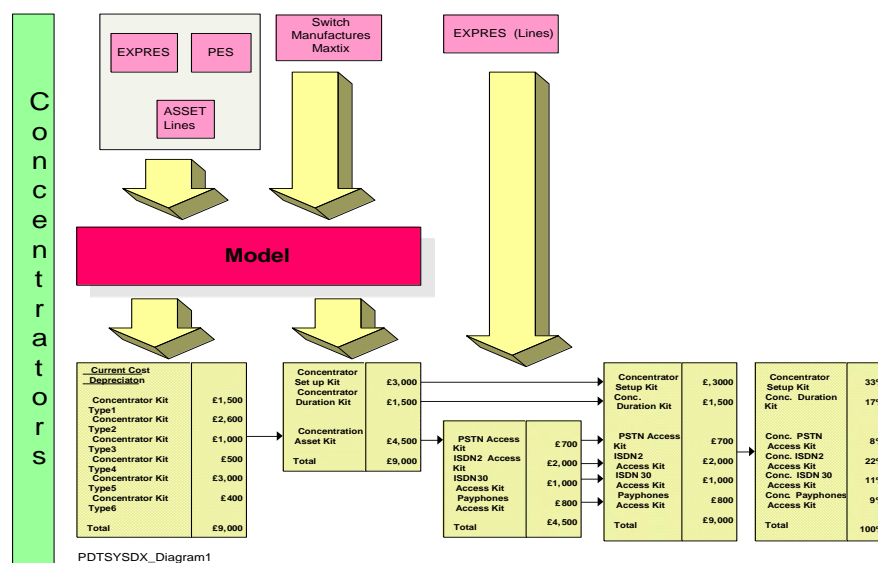 Concentrators
EXPRES
PES
ASSET
Lines
Switch
Manufactures
Maxtix
EXPRES (Lines)
Model
Current Cost
Depreciaton
Concentrator Kit £1,500
Type1
Concentrator Kit £2,600
Type2
Concentrator Kit £1,000
Type3
Concentrator Kit £500
Type4
Concentrator Kit £3,000
Type5
Concentrator Kit £400
Type6
Total £9,000
Concentrator
Set up Kit £3,000
Concentrator
Duration Kit £1,500
Concentration
Asset Kit £4,500
Total £9,000
PSTN Access £700
Kit
ISDN2 Access £2,000
Kit
ISDN30 £1,000
Access Kit
Payphones £800
Access Kit
Total £4,500
Concentrator
Setup Kit £,3000
Conc.
Duration Kit £1,500
PSTN Access £700
Kit
ISDN2
Access Kit £2,000
ISDN 30
Access Kit £1,000
Payphones
Access Kit £800
Total £9,000
Concentrator
Setup Kit 33%
Conc. Duration
Kit 17%
Conc. PSTN
Access Kit 8%
Conc. ISDN2
Access Kit 22%
Conc. ISDN 30
Access Kit 11%
Conc. Payphones
Access Kit 9%
Total 100%
PDTSYSDX_Diagram1